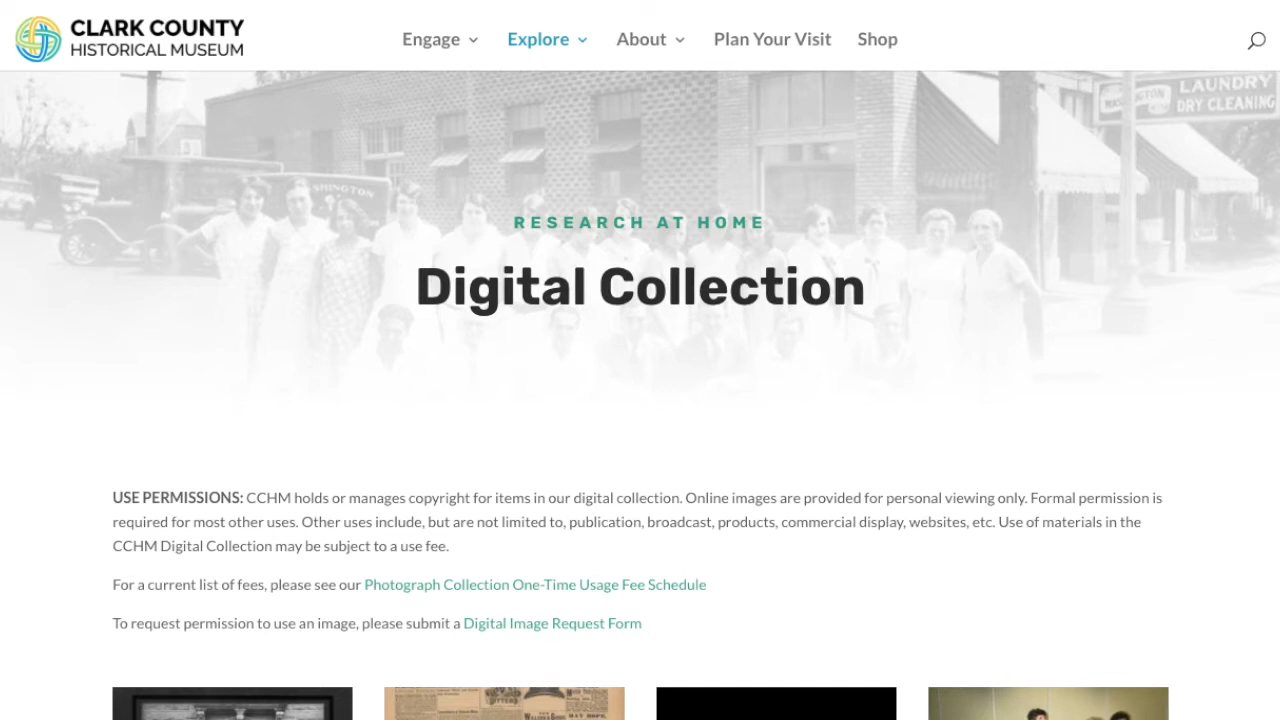 CLARK COUNTY
HISTORICAL MUSEUM
Engage Explore About Plan Your Visit Shop
LAUNDRY
WASHINGTON DRY CLEANING
SHINGTON
RESEARCH AT HOME
Digital Collection
USE PERMISSIONS: CCHM holds or manages copyright for items in our digital collection. Online images are provided for personal viewing only. Formal permission is
required for most other uses. Other uses include, but are not limited to, publication, broadcast, products, commercial display, websites, etc. Use of materials in the
CCHM Digital Collection may be subject to a use fee.
For a current list of fees, please see our Photograph Collection One-Time Usage Fee Schedule
To request permission to use an image, please submit a Digital Image Request Form